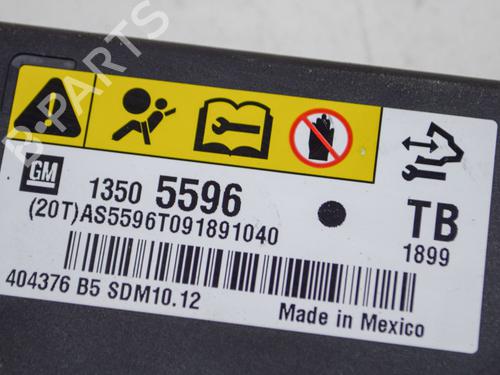 GM
1350 5596
(20T)AS5596T091891040
TB
1899
404376 B5 SDM10.12
Made in Mexico
B-PARTS